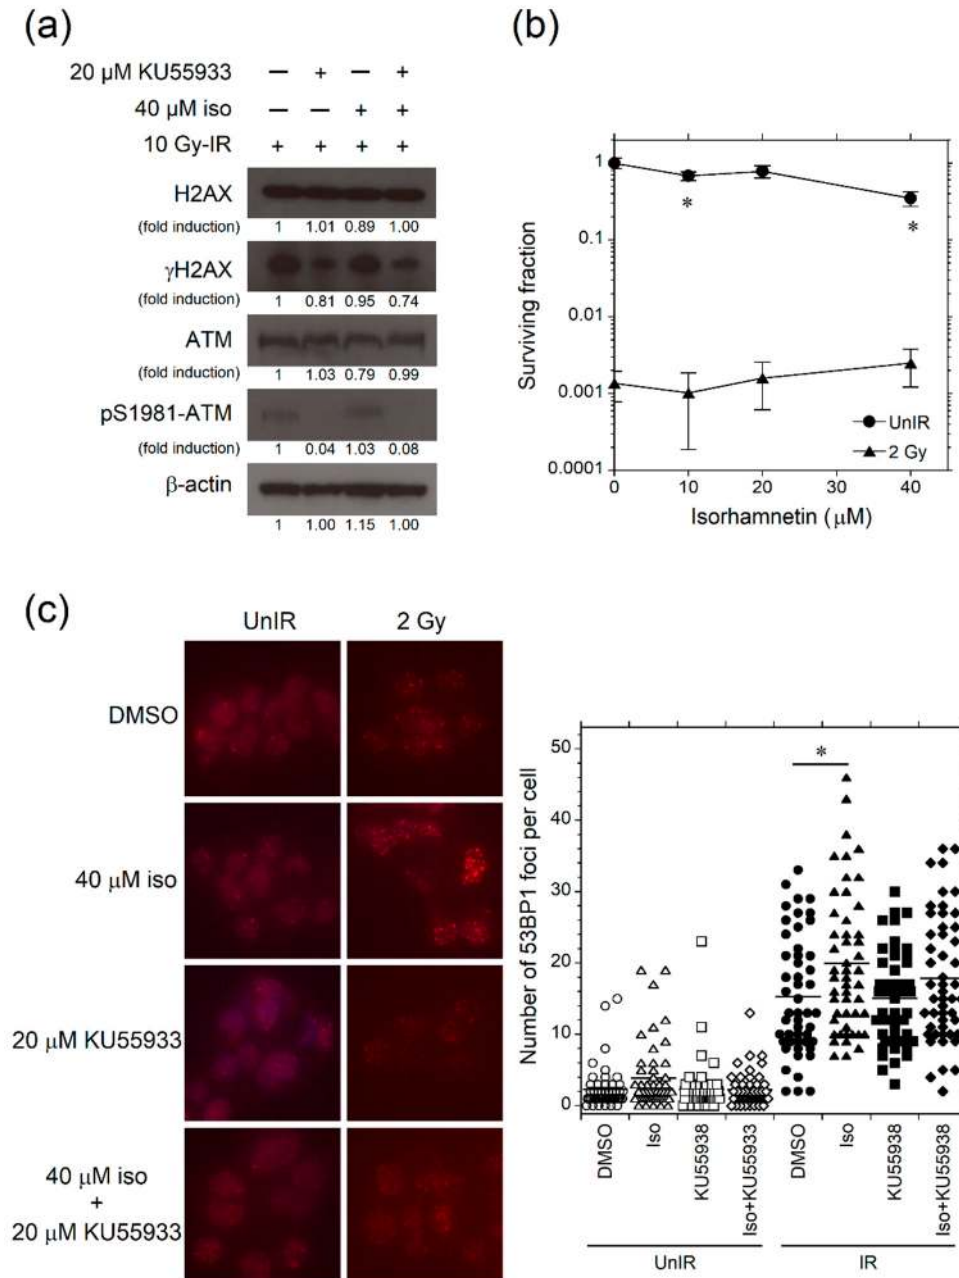 (a)
20 μM KU55933 — + — +
40 μM iso — — + +
10 Gy-IR + + + +
H2AX
(fold induction) 1 1.01 0.89 1.00
γH2AX
(fold induction) 1 0.81 0.95 0.74
ATM
(fold induction) 1 1.03 0.79 0.99
pS1981-ATM
(fold induction) 1 0.04 1.03 0.08
β-actin
1 1.00 1.15 1.00
(b)
Surviving fraction
1
0.1
0.01
0.001
0.0001
*
*
UnIR
2 Gy
0 10 20 30 40
Isorhamnetin (μM)
(c)
UnIR 2 Gy
DMSO
40 μM iso
20 μM KU55933
40 μM iso
+
20 μM KU55933
Number of 53BP1 foci per cell
50
40
30
20
10
0
*
DMSO
Iso
KU55938
Iso+KU55933
DMSO
Iso
KU55938
Iso+KU55938
UnIR IR